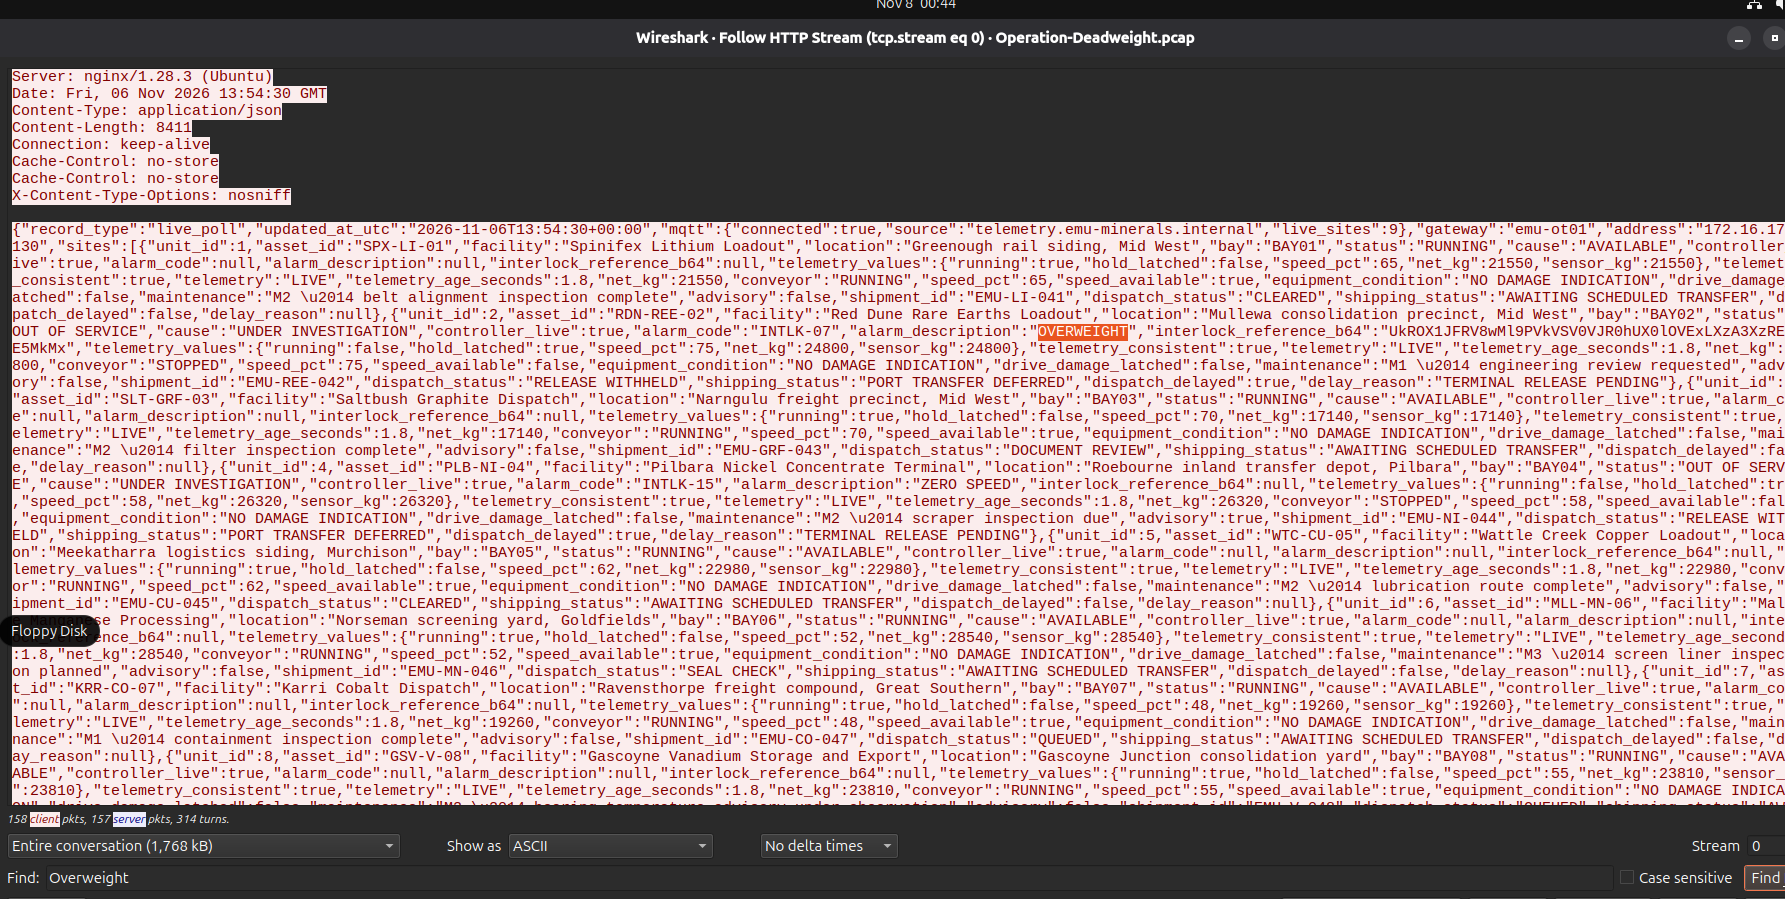 Nov 8 00:44
Wireshark · Follow HTTP Stream (tcp.stream eq 0) · Operation-Deadweight.pcap
Server: nginx/1.28.3 (Ubuntu)
Date: Fri, 06 Nov 2026 13:54:30 GMT
Content-Type: application/json
Content-Length: 8411
Connection: keep-alive
Cache-Control: no-store
Cache-Control: no-store
X-Content-Type-Options: nosniff
{"record_type":"live_poll","updated_at_utc":"2026-11-06T13:54:30+00:00","mqtt":{"connected":true,"source":"telemetry.emu-minerals.internal","live_sites":9},"gateway":"emu-ot01","address":"172.16.17
130","sites":[{"unit_id":1,"asset_id":"SPX-LI-01","facility":"Spinifex Lithium Loadout","location":"Greenough rail siding, Mid West","bay":"BAY01","status":"RUNNING","cause":"AVAILABLE","controller
ive":true,"alarm_code":null,"alarm_description":null,"interlock_reference_b64":null,"telemetry_values":{"running":true,"hold_latched":false,"speed_pct":65,"net_kg":21550,"sensor_kg":21550},"telemet
_consistent":true,"telemetry":"LIVE","telemetry_age_seconds":1.8,"net_kg":21550,"conveyor":"RUNNING","speed_pct":65,"speed_available":true,"equipment_condition":"NO DAMAGE INDICATION","drive_damage
atched":false,"maintenance":"M2 \u2014 belt alignment inspection complete","advisory":false,"shipment_id":"EMU-LI-041","dispatch_status":"CLEARED","shipping_status":"AWAITING SCHEDULED TRANSFER","d
patch_delayed":false,"delay_reason":null},{"unit_id":2,"asset_id":"RDN-REE-02","facility":"Red Dune Rare Earths Loadout","location":"Mullewa consolidation precinct, Mid West","bay":"BAY02","status"
OUT OF SERVICE","cause":"UNDER INVESTIGATION","controller_live":true,"alarm_code":"INTLK-07","alarm_description":"OVERWEIGHT","interlock_reference_b64":"UkROX1JFRV8wMl9PVkVSV0VJR0hUX0lOVExLXzA3XzRE
E5MkMx","telemetry_values":{"running":false,"hold_latched":true,"speed_pct":75,"net_kg":24800,"sensor_kg":24800},"telemetry_consistent":true,"telemetry":"LIVE","telemetry_age_seconds":1.8,"net_kg":
800,"conveyor":"STOPPED","speed_pct":75,"speed_available":false,"equipment_condition":"NO DAMAGE INDICATION","drive_damage_latched":false,"maintenance":"M1 \u2014 engineering review requested","adv
ory":false,"shipment_id":"EMU-REE-042","dispatch_status":"RELEASE WITHHELD","shipping_status":"PORT TRANSFER DEFERRED","dispatch_delayed":true,"delay_reason":"TERMINAL RELEASE PENDING"},{"unit_id":
"asset_id":"SLT-GRF-03","facility":"Saltbush Graphite Dispatch","location":"Narngulu freight precinct, Mid West","bay":"BAY03","status":"RUNNING","cause":"AVAILABLE","controller_live":true,"alarm_c
e":null,"alarm_description":null,"interlock_reference_b64":null,"telemetry_values":{"running":true,"hold_latched":false,"speed_pct":70,"net_kg":17140,"sensor_kg":17140},"telemetry_consistent":true,
elemetry":"LIVE","telemetry_age_seconds":1.8,"net_kg":17140,"conveyor":"RUNNING","speed_pct":70,"speed_available":true,"equipment_condition":"NO DAMAGE INDICATION","drive_damage_latched":false,"mai
enance":"M2 \u2014 filter inspection complete","advisory":false,"shipment_id":"EMU-GRF-043","dispatch_status":"DOCUMENT REVIEW","shipping_status":"AWAITING SCHEDULED TRANSFER","dispatch_delayed":fa
e,"delay_reason":null},{"unit_id":4,"asset_id":"PLB-NI-04","facility":"Pilbara Nickel Concentrate Terminal","location":"Roebourne inland transfer depot, Pilbara","bay":"BAY04","status":"OUT OF SERV
E","cause":"UNDER INVESTIGATION","controller_live":true,"alarm_code":"INTLK-15","alarm_description":"ZERO SPEED","interlock_reference_b64":null,"telemetry_values":{"running":false,"hold_latched":tr
,"speed_pct":58,"net_kg":26320,"sensor_kg":26320},"telemetry_consistent":true,"telemetry":"LIVE","telemetry_age_seconds":1.8,"net_kg":26320,"conveyor":"STOPPED","speed_pct":58,"speed_available":fal
,"equipment_condition":"NO DAMAGE INDICATION","drive_damage_latched":false,"maintenance":"M2 \u2014 scraper inspection due","advisory":true,"shipment_id":"EMU-NI-044","dispatch_status":"RELEASE WIT
ELD","shipping_status":"PORT TRANSFER DEFERRED","dispatch_delayed":true,"delay_reason":"TERMINAL RELEASE PENDING"},{"unit_id":5,"asset_id":"WTC-CU-05","facility":"Wattle Creek Copper Loadout","loca
on":"Meekatharra logistics siding, Murchison","bay":"BAY05","status":"RUNNING","cause":"AVAILABLE","controller_live":true,"alarm_code":null,"alarm_description":null,"interlock_reference_b64":null,"
lemetry_values":{"running":true,"hold_latched":false,"speed_pct":62,"net_kg":22980,"sensor_kg":22980},"telemetry_consistent":true,"telemetry":"LIVE","telemetry_age_seconds":1.8,"net_kg":22980,"conv
or":"RUNNING","speed_pct":62,"speed_available":true,"equipment_condition":"NO DAMAGE INDICATION","drive_damage_latched":false,"maintenance":"M2 \u2014 lubrication route complete","advisory":false,"
ipment_id":"EMU-CU-045","dispatch_status":"CLEARED","shipping_status":"AWAITING SCHEDULED TRANSFER","dispatch_delayed":false,"delay_reason":null},{"unit_id":6,"asset_id":"MLL-MN-06","facility":"Mal
Manganese Processing","location":"Norseman screening yard, Goldfields","bay":"BAY06","status":"RUNNING","cause":"AVAILABLE","controller_live":true,"alarm_code":null,"alarm_description":null,"inte
Floppy Disk
erence_b64":null,"telemetry_values":{"running":true,"hold_latched":false,"speed_pct":52,"net_kg":28540,"sensor_kg":28540},"telemetry_consistent":true,"telemetry":"LIVE","telemetry_age_second
:1.8,"net_kg":28540,"conveyor":"RUNNING","speed_pct":52,"speed_available":true,"equipment_condition":"NO DAMAGE INDICATION","drive_damage_latched":false,"maintenance":"M3 \u2014 screen liner inspec
on planned","advisory":false,"shipment_id":"EMU-MN-046","dispatch_status":"SEAL CHECK","shipping_status":"AWAITING SCHEDULED TRANSFER","dispatch_delayed":false,"delay_reason":null},{"unit_id":7,"as
t_id":"KRR-CO-07","facility":"Karri Cobalt Dispatch","location":"Ravensthorpe freight compound, Great Southern","bay":"BAY07","status":"RUNNING","cause":"AVAILABLE","controller_live":true,"alarm_co
":null,"alarm_description":null,"interlock_reference_b64":null,"telemetry_values":{"running":true,"hold_latched":false,"speed_pct":48,"net_kg":19260,"sensor_kg":19260},"telemetry_consistent":true,"
lemetry":"LIVE","telemetry_age_seconds":1.8,"net_kg":19260,"conveyor":"RUNNING","speed_pct":48,"speed_available":true,"equipment_condition":"NO DAMAGE INDICATION","drive_damage_latched":false,"main
nance":"M1 \u2014 containment inspection complete","advisory":false,"shipment_id":"EMU-CO-047","dispatch_status":"QUEUED","shipping_status":"AWAITING SCHEDULED TRANSFER","dispatch_delayed":false,"d
ay_reason":null},{"unit_id":8,"asset_id":"GSV-V-08","facility":"Gascoyne Vanadium Storage and Export","location":"Gascoyne Junction consolidation yard","bay":"BAY08","status":"RUNNING","cause":"AVA
ABLE","controller_live":true,"alarm_code":null,"alarm_description":null,"interlock_reference_b64":null,"telemetry_values":{"running":true,"hold_latched":false,"speed_pct":55,"net_kg":23810,"sensor_
":23810},"telemetry_consistent":true,"telemetry":"LIVE","telemetry_age_seconds":1.8,"net_kg":23810,"conveyor":"RUNNING","speed_pct":55,"speed_available":true,"equipment_condition":"NO DAMAGE INDICA
158 client pkts, 157 server pkts, 314 turns.
Entire conversation (1,768 kB)
Show as
ASCII
No delta times
Stream 0
Find: Overweight
Case sensitive
Find